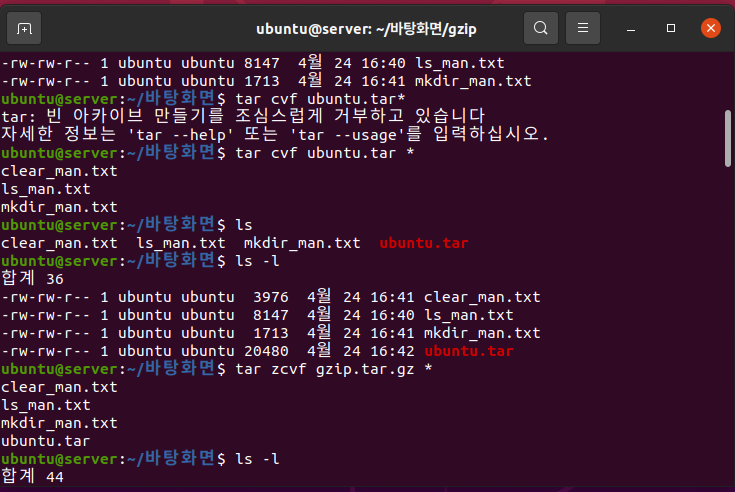 ubuntu@server: ~/바탕화면/gzip
-rw-rw-r-- 1 ubuntu ubuntu 8147  4월 24 16:40 ls_man.txt
-rw-rw-r-- 1 ubuntu ubuntu 1713  4월 24 16:41 mkdir_man.txt
ubuntu@server:~/바탕화면$ tar cvf ubuntu.tar*
tar: 빈 아카이브 만들기를 조심스럽게 거부하고 있습니다
자세한 정보는 'tar --help' 또는 'tar --usage'를 입력하십시오.
ubuntu@server:~/바탕화면$ tar cvf ubuntu.tar *
clear_man.txt
ls_man.txt
mkdir_man.txt
ubuntu@server:~/바탕화면$ ls
clear_man.txt  ls_man.txt  mkdir_man.txt  ubuntu.tar
ubuntu@server:~/바탕화면$ ls -l
합계 36
-rw-rw-r-- 1 ubuntu ubuntu  3976  4월 24 16:41 clear_man.txt
-rw-rw-r-- 1 ubuntu ubuntu  8147  4월 24 16:40 ls_man.txt
-rw-rw-r-- 1 ubuntu ubuntu  1713  4월 24 16:41 mkdir_man.txt
-rw-rw-r-- 1 ubuntu ubuntu 20480  4월 24 16:42 ubuntu.tar
ubuntu@server:~/바탕화면$ tar zcvf gzip.tar.gz *
clear_man.txt
ls_man.txt
mkdir_man.txt
ubuntu.tar
ubuntu@server:~/바탕화면$ ls -l
합계 44